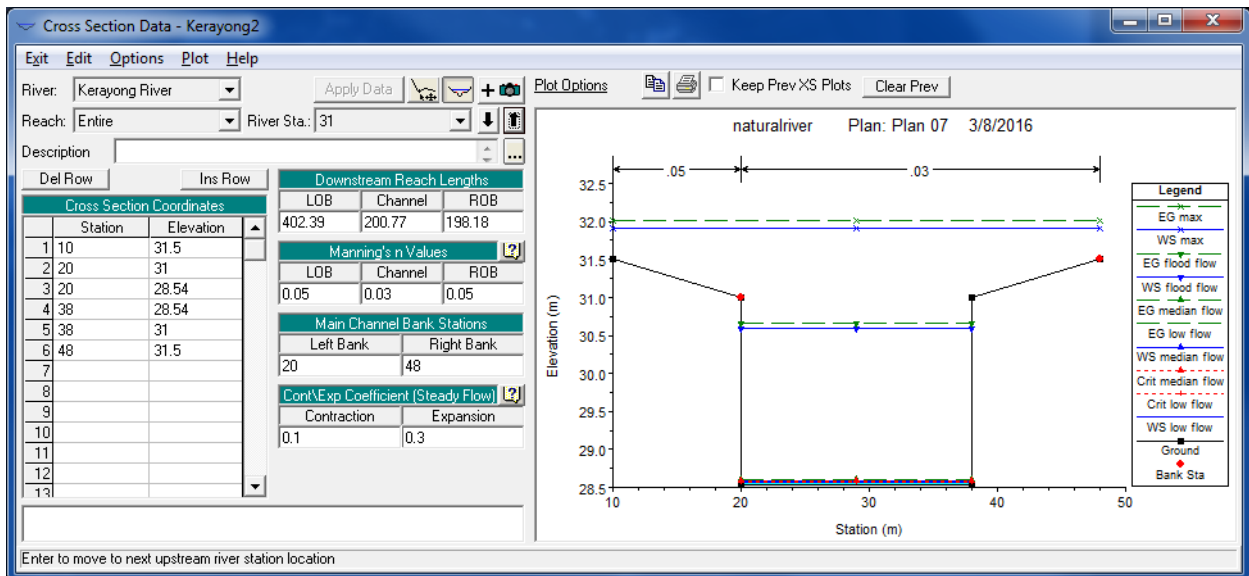 Cross Section Data - Kerayong2
Exit Edit Options Plot Help
River: Kerayong River Apply Data
Reach: Entire River Sta.: 31
Description ...
Del Row Ins Row
Cross Section Coordinates
Station Elevation
1 10 31.5
2 20 31
3 20 28.54
4 38 28.54
5 38 31
6 48 31.5
7
8
9
10
11
12
13
Downstream Reach Lengths
LOB Channel ROB
402.39 200.77 198.18
Manning's n Values
LOB Channel ROB
0.05 0.03 0.05
Main Channel Bank Stations
Left Bank Right Bank
20 48
Cont\Exp Coefficient (Steady Flow)
Contraction Expansion
0.1 0.3
Plot Options Keep Prev XS Plots Clear Prev
naturalriver Plan: Plan 07 3/8/2016
.05 .03
32.5
32.0
31.5
31.0
30.5
30.0
29.5
29.0
28.5
Elevation (m)
10 20 30 40 50
Station (m)
Legend
EG max
WS max
EG flood flow
WS flood flow
EG median flow
EG low flow
WS median flow
Crit median flow
Crit low flow
WS low flow
Ground
Bank Sta
Enter to move to next upstream river station location